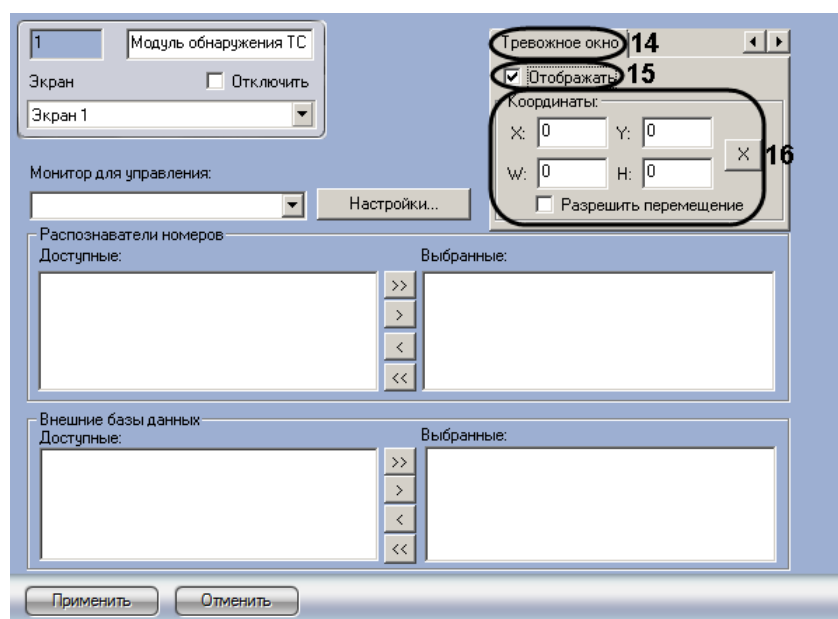 1 Модуль обнаружения ТС
Экран Отключить
Экран 1
Тревожное окно 14
Отображать 15
Координаты:
X: 0 Y: 0
X 16
W: 0 H: 0
Разрешить перемещение
Монитор для управления:
Настройки...
Распознаватели номеров
Доступные: Выбранные:
>>
>
<
<<
Внешние базы данных
Доступные: Выбранные:
>>
>
<
<<
Применить Отменить